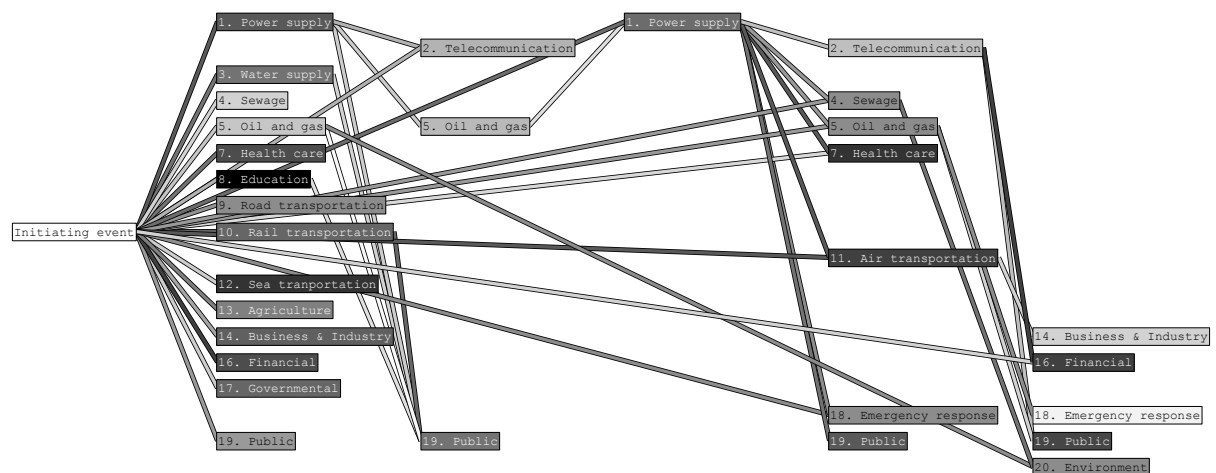 1. Power supply
1. Power supply
2. Telecommunication
2. Telecommunication
3. Water supply
4. Sewage
4. Sewage
5. Oil and gas
5. Oil and gas
5. Oil and gas
7. Health care
7. Health care
8. Education
9. Road transportation
Initiating event
10. Rail transportation
11. Air transportation
12. Sea tranportation
13. Agriculture
14. Business & Industry
14. Business & Industry
16. Financial
16. Financial
17. Governmental
18. Emergency response
18. Emergency response
19. Public
19. Public
19. Public
19. Public
20. Environment